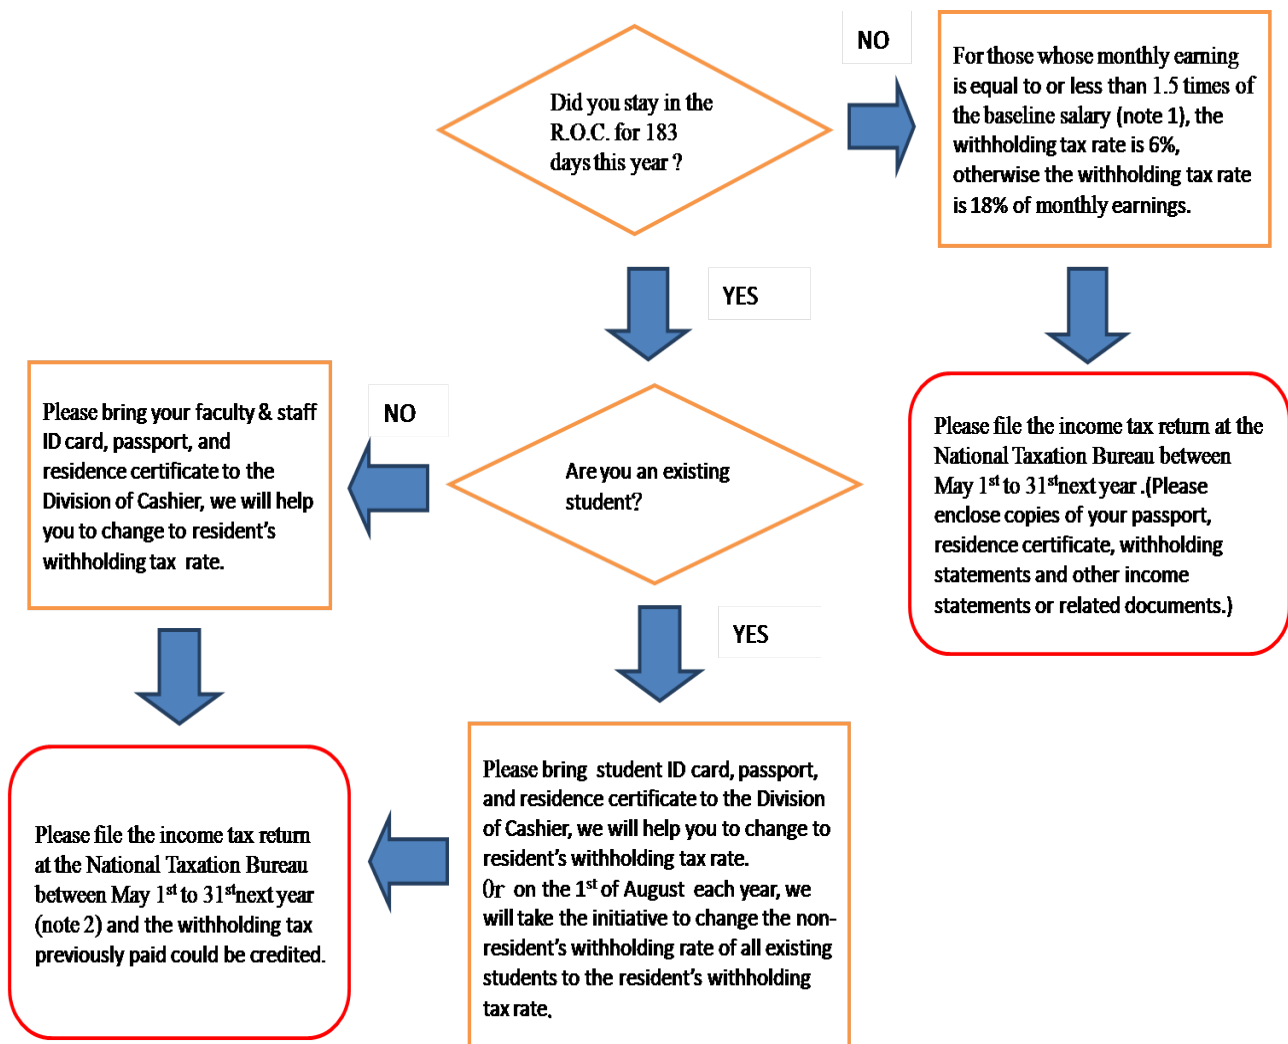 Did you stay in the
R.O.C. for 183
days this year ?
NO
For those whose monthly earning
is equal to or less than 1.5 times of
the baseline salary (note 1), the
withholding tax rate is 6%,
otherwise the withholding tax rate
is 18% of monthly earnings.
YES
Please file the income tax return at the
National Taxation Bureau between
May 1st to 31stnext year .(Please
enclose copies of your passport,
residence certificate, withholding
statements and other income
statements or related documents.)
Are you an existing
student?
NO
Please bring your faculty & staff
ID card, passport, and
residence certificate to the
Division of Cashier, we will help
you to change to resident's
withholding tax rate.
YES
Please bring student ID card, passport,
and residence certificate to the Division
of Cashier, we will help you to change to
resident's withholding tax rate.
Or on the 1st of August each year, we
will take the initiative to change the non-
resident's withholding rate of all existing
students to the resident's withholding
tax rate.
Please file the income tax return
at the National Taxation Bureau
between May 1st to 31stnext year
(note 2) and the withholding tax
previously paid could be credited.